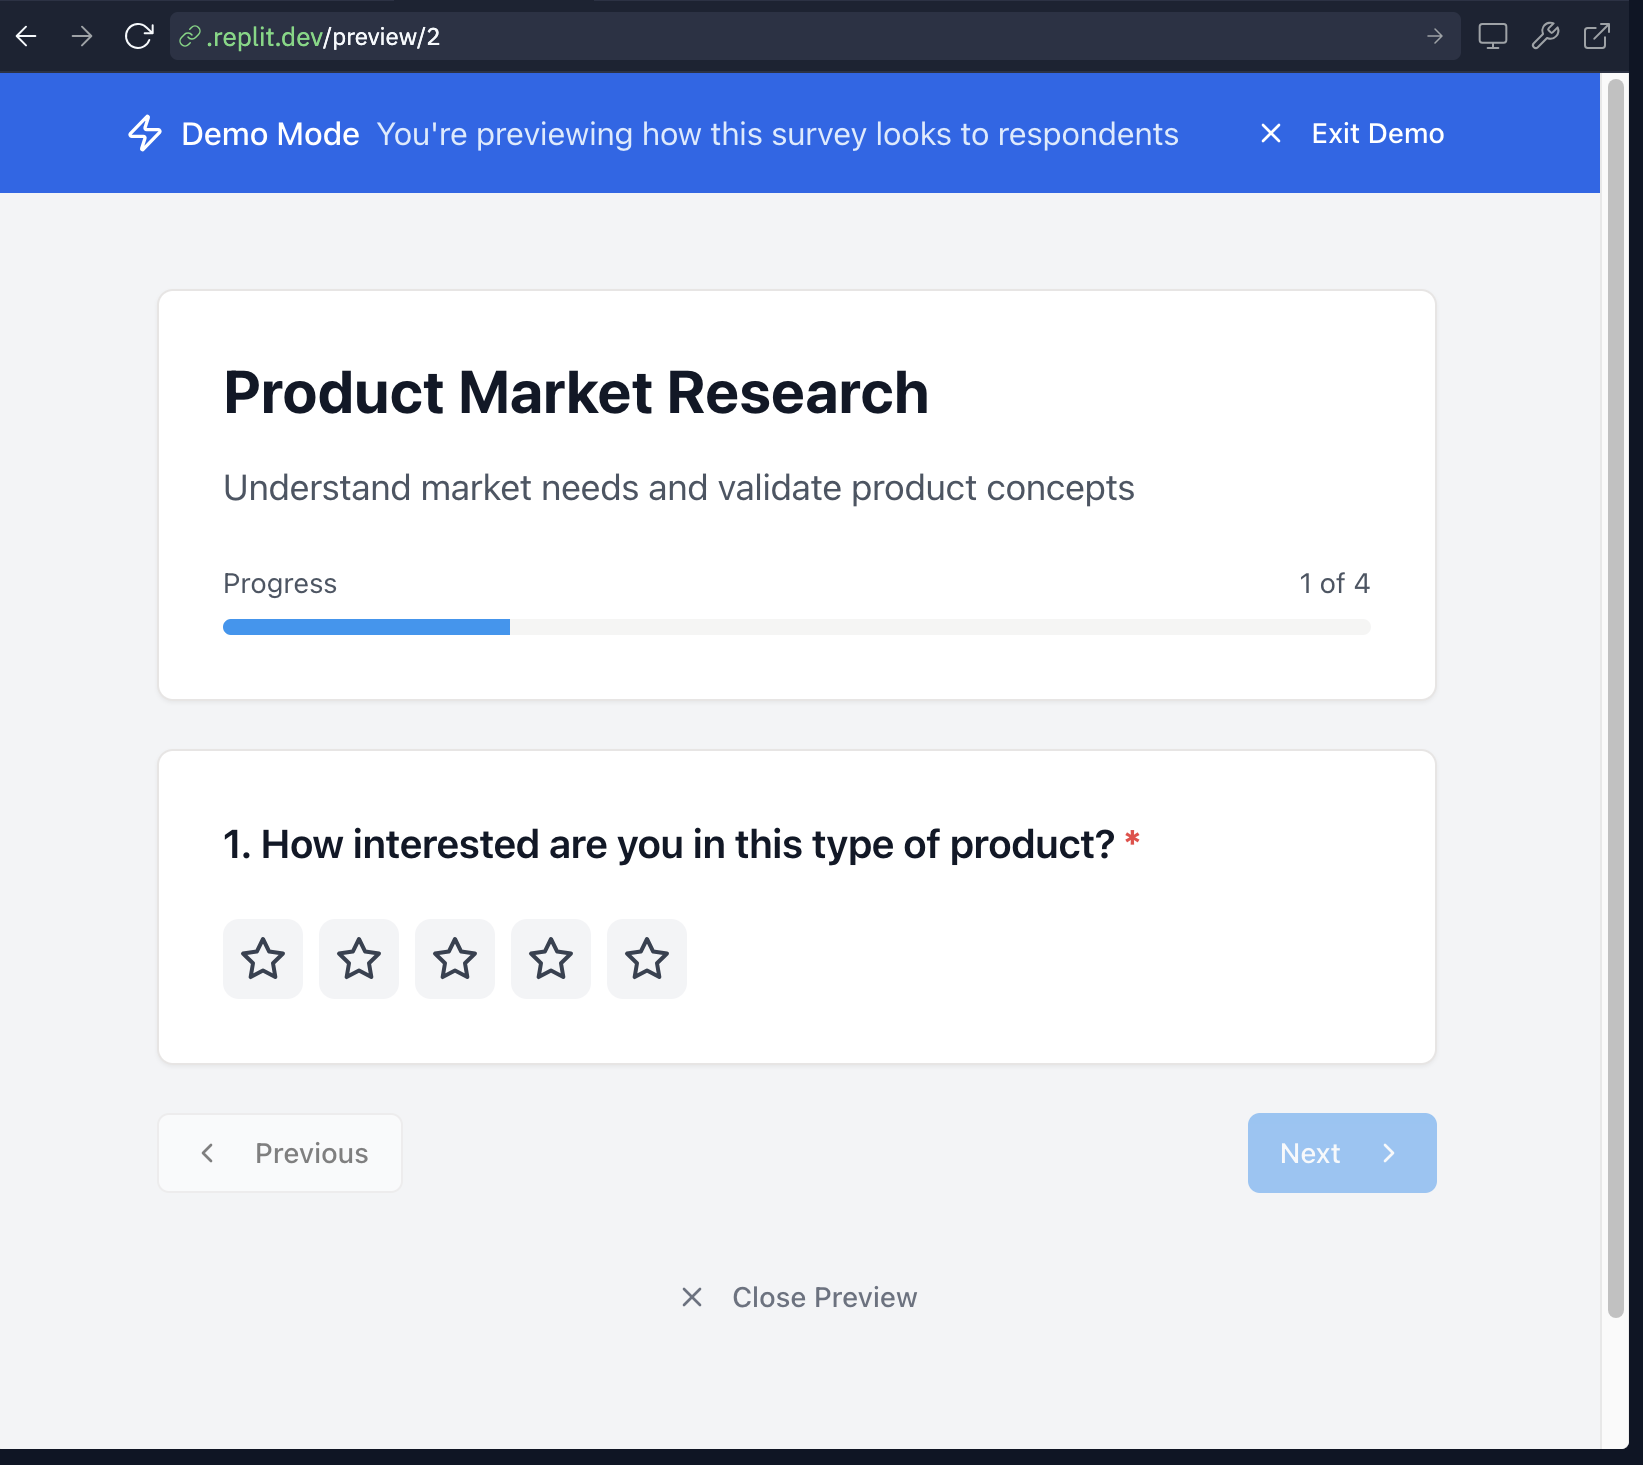 .replit.dev/preview/2
Demo Mode You're previewing how this survey looks to respondents
Exit Demo
Product Market Research
Understand market needs and validate product concepts
Progress 1 of 4
1. How interested are you in this type of product? *
Previous
Next
Close Preview